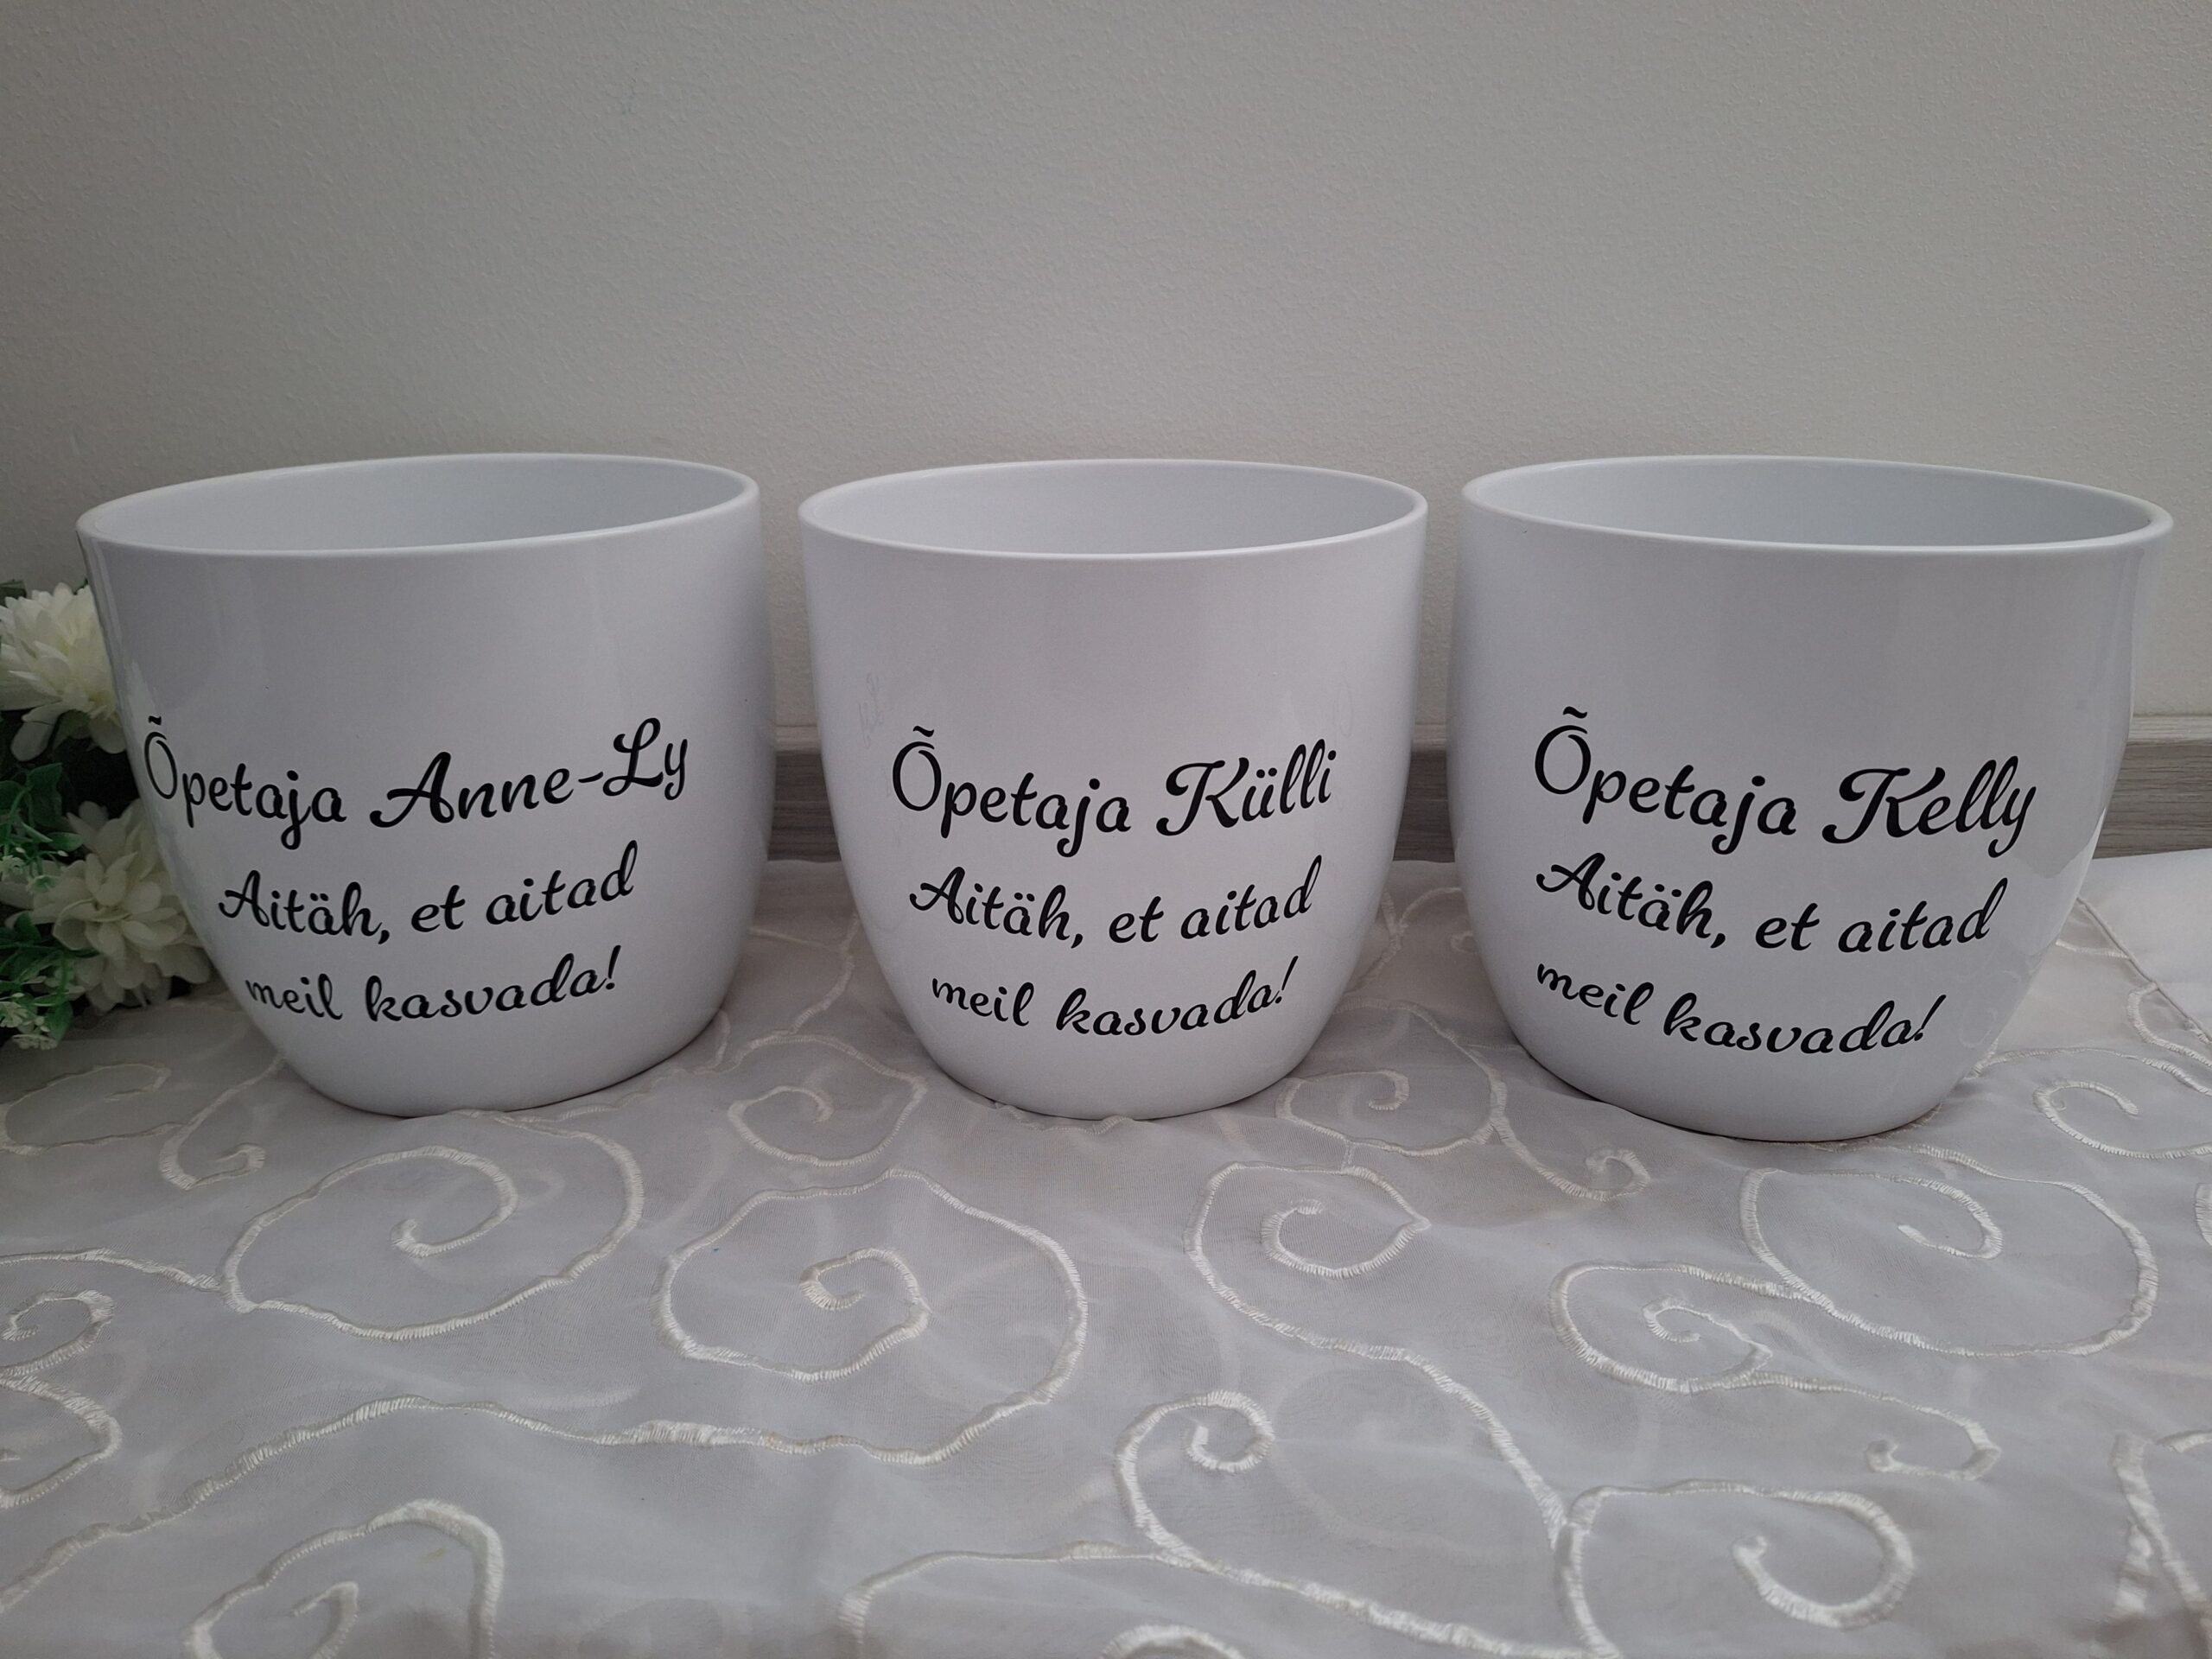 Õpetaja Anne-Ly
Aitäh, et aitad
meil kasvada!
Õpetaja Külli
Aitäh, et aitad
meil kasvada!
Õpetaja Kelly
Aitäh, et aitad
meil kasvada!